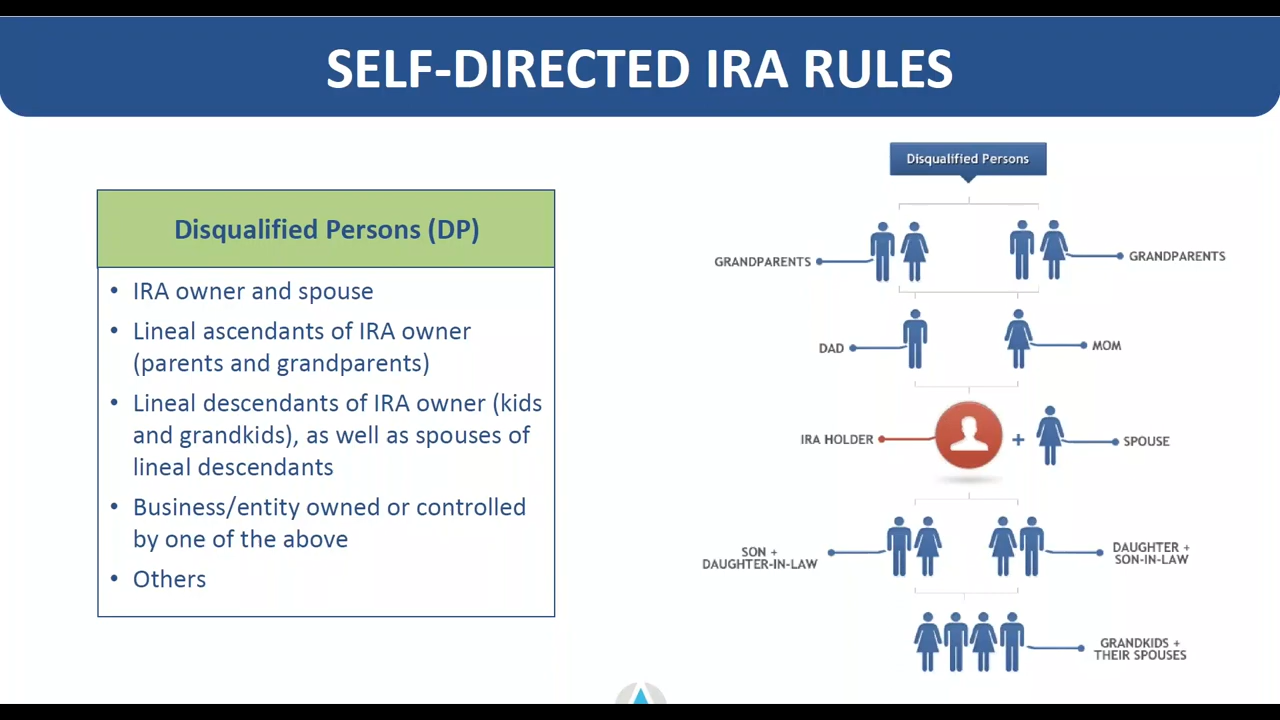 SELF-DIRECTED IRA RULES
Disqualified Persons (DP)
• IRA owner and spouse
• Lineal ascendants of IRA owner
(parents and grandparents)
• Lineal descendants of IRA owner (kids
and grandkids), as well as spouses of
lineal descendants
• Business/entity owned or controlled
by one of the above
• Others
Disqualified Persons
GRANDPARENTS
GRANDPARENTS
DAD
MOM
IRA HOLDER
+
SPOUSE
SON +
DAUGHTER-IN-LAW
DAUGHTER +
SON-IN-LAW
GRANDKIDS +
THEIR SPOUSES